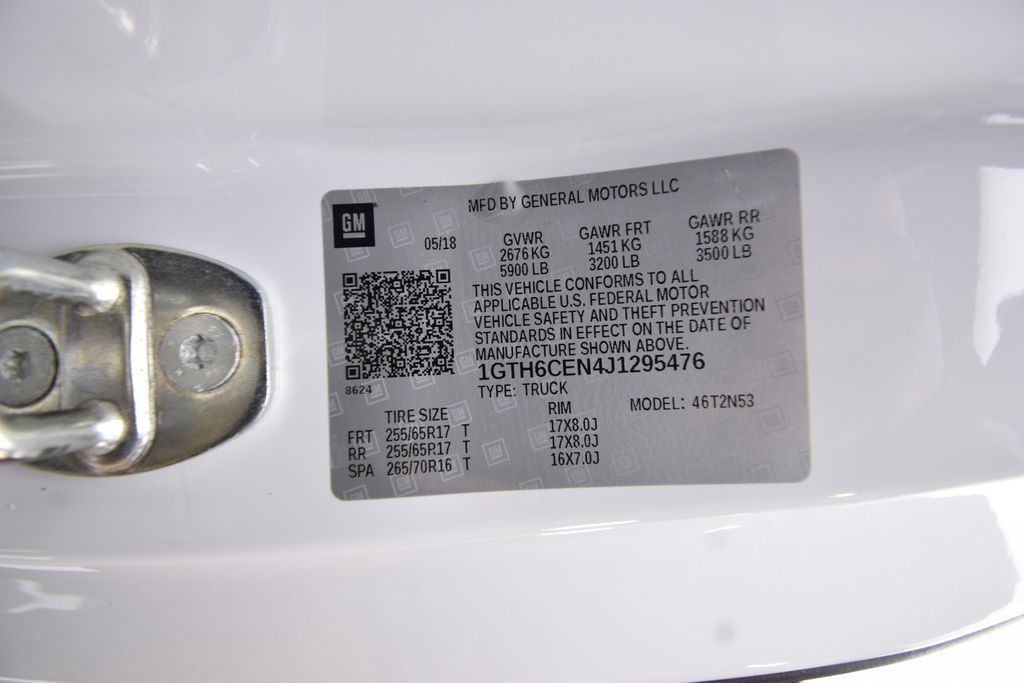 MFD BY GENERAL MOTORS LLC
GM
05/18
GVWR GAWR FRT GAWR RR
2676 KG 1451 KG 1588 KG
5900 LB 3200 LB 3500 LB
THIS VEHICLE CONFORMS TO ALL
APPLICABLE U.S. FEDERAL MOTOR
VEHICLE SAFETY AND THEFT PREVENTION
STANDARDS IN EFFECT ON THE DATE OF
MANUFACTURE SHOWN ABOVE.
1GTH6CEN4J1295476
8624
TYPE: TRUCK MODEL: 46T2N53
TIRE SIZE RIM
FRT 255/65R17 T 17X8.0J
RR 255/65R17 T 17X8.0J
SPA 265/70R16 T 16X7.0J